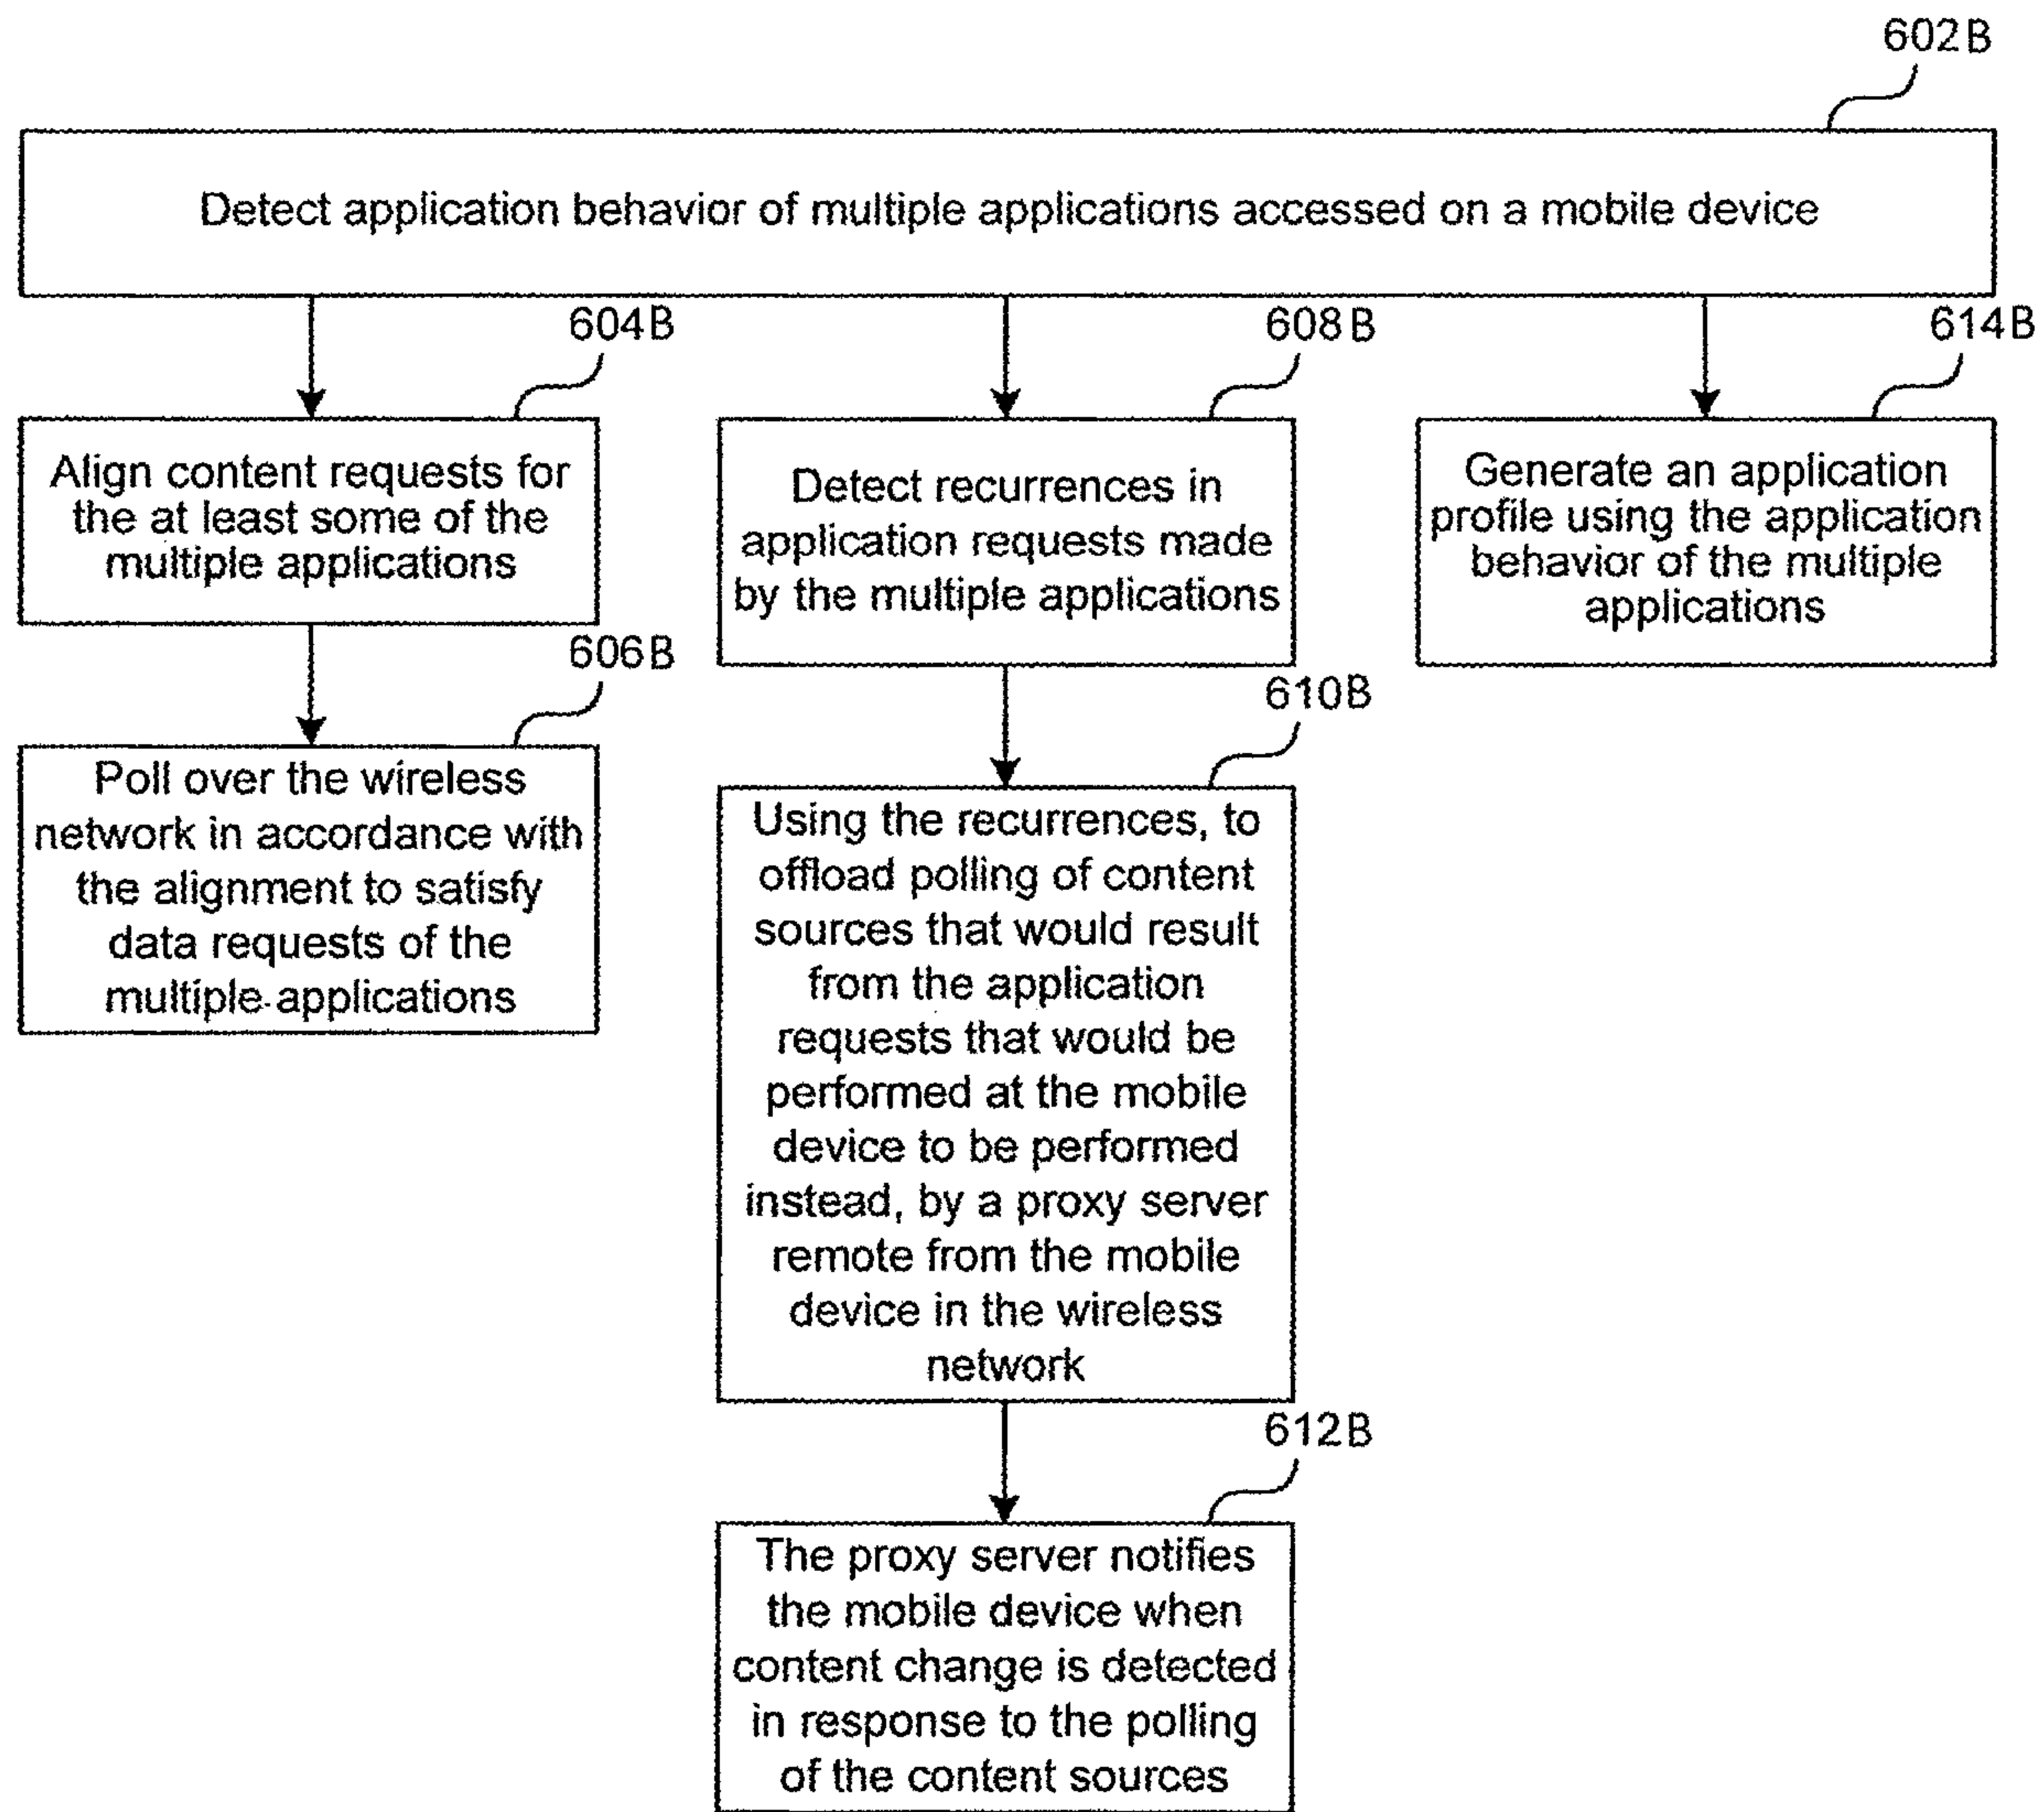 602B
Detect application behavior of multiple applications accessed on a mobile device
604B
Align content requests for
the at least some of the
multiple applications
606B
Poll over the wireless
network in accordance with
the alignment to satisfy
data requests of the
multiple applications
608B
Detect recurrences in
application requests made
by the multiple applications
610B
Using the recurrences, to
offload polling of content
sources that would result
from the application
requests that would be
performed at the mobile
device to be performed
instead, by a proxy server
remote from the mobile
device in the wireless
network
612B
The proxy server notifies
the mobile device when
content change is detected
in response to the polling
of the content sources
614B
Generate an application
profile using the application
behavior of the multiple
applications